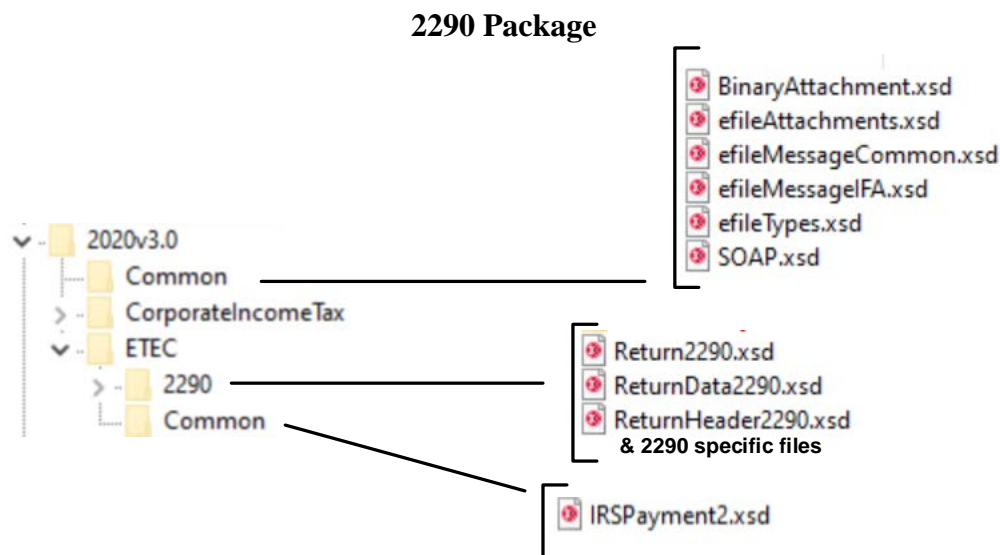 2290 Package
BinaryAttachment.xsd
efileAttachments.xsd
efileMessageCommon.xsd
efileMessageIFA.xsd
efileTypes.xsd
SOAP.xsd
2020v3.0
Common
CorporateIncomeTax
ETEC
2290
Common
Return2290.xsd
ReturnData2290.xsd
ReturnHeader2290.xsd
& 2290 specific files
IRSPayment2.xsd